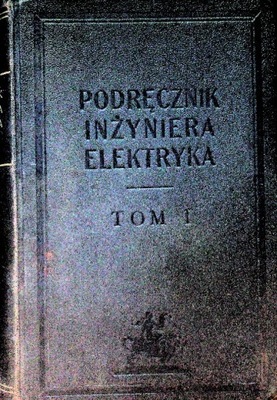 PODRĘCZNIK
INŻYNIERA
ELEKTRYKA
TOM I